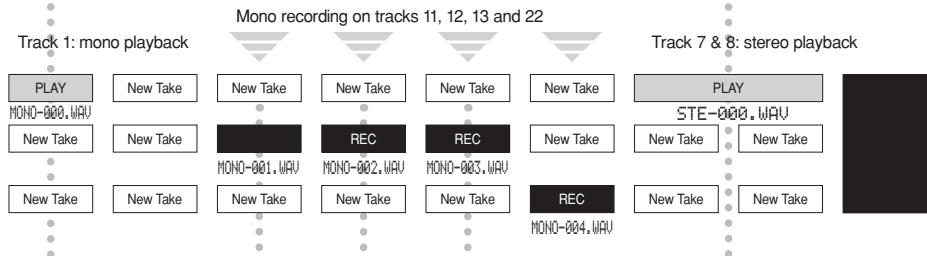 Mono recording on tracks 11, 12, 13 and 22
Track 1: mono playback
Track 7 & 8: stereo playback
PLAY
New Take
New Take
New Take
New Take
New Take
PLAY
MONO-000.WAV
STE-000.WAV
New Take
New Take
REC
REC
New Take
New Take
New Take
MONO-001.WAV
MONO-002.WAV
MONO-003.WAV
New Take
New Take
New Take
New Take
New Take
REC
New Take
New Take
MONO-004.WAV